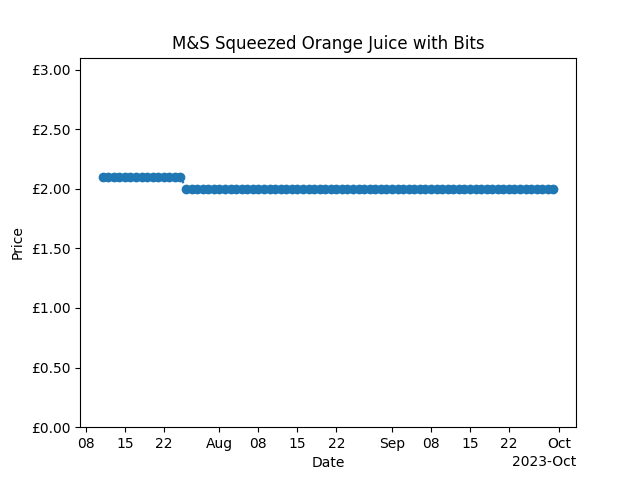 M&S Squeezed Orange Juice with Bits
£3.00
£2.50
£2.00
£1.50
£1.00
£0.50
£0.00
Price
08 15 22 Aug 08 15 22 Sep 08 15 22 Oct
Date
2023-Oct